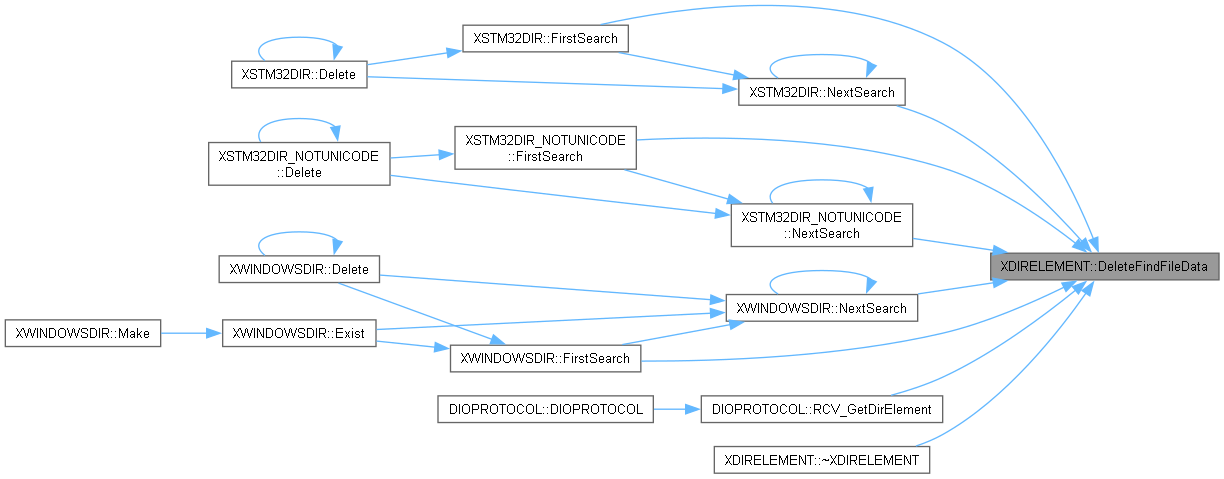 XSTM32DIR::FirstSearch
XSTM32DIR::Delete
XSTM32DIR::NextSearch
XSTM32DIR_NOTUNICODE
::FirstSearch
XSTM32DIR_NOTUNICODE
::Delete
XSTM32DIR_NOTUNICODE
::NextSearch
XDIRELEMENT::DeleteFindFileData
XWINDOWSDIR::Delete
XWINDOWSDIR::NextSearch
XWINDOWSDIR::Make
XWINDOWSDIR::Exist
XWINDOWSDIR::FirstSearch
DIOPROTOCOL::DIOPROTOCOL
DIOPROTOCOL::RCV_GetDirElement
XDIRELEMENT::~XDIRELEMENT